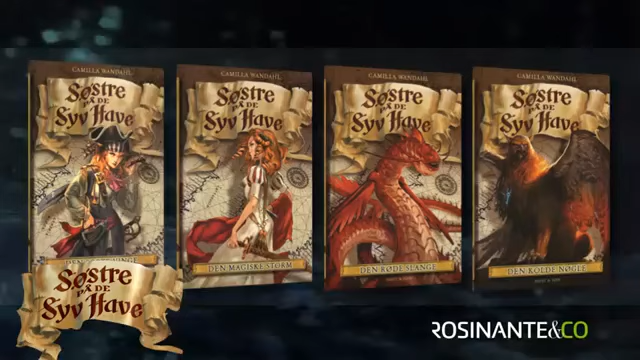 CAMILLA WANDAHL
SØSTRE
PÅ DE
SYV HAVE
DEN
CAMILLA WANDAHL
SØSTRE
PÅ DE
SYV HAVE
DEN MAGISKE STORM
CAMILLA WANDAHL
SØSTRE
PÅ DE
SYV HAVE
DEN RØDE SLANGE
CAMILLA WANDAHL
SØSTRE
PÅ DE
SYV HAVE
DEN KOLDE NØGLE
SØSTRE
PÅ DE
SYV HAVE
ROSINANTE&CO